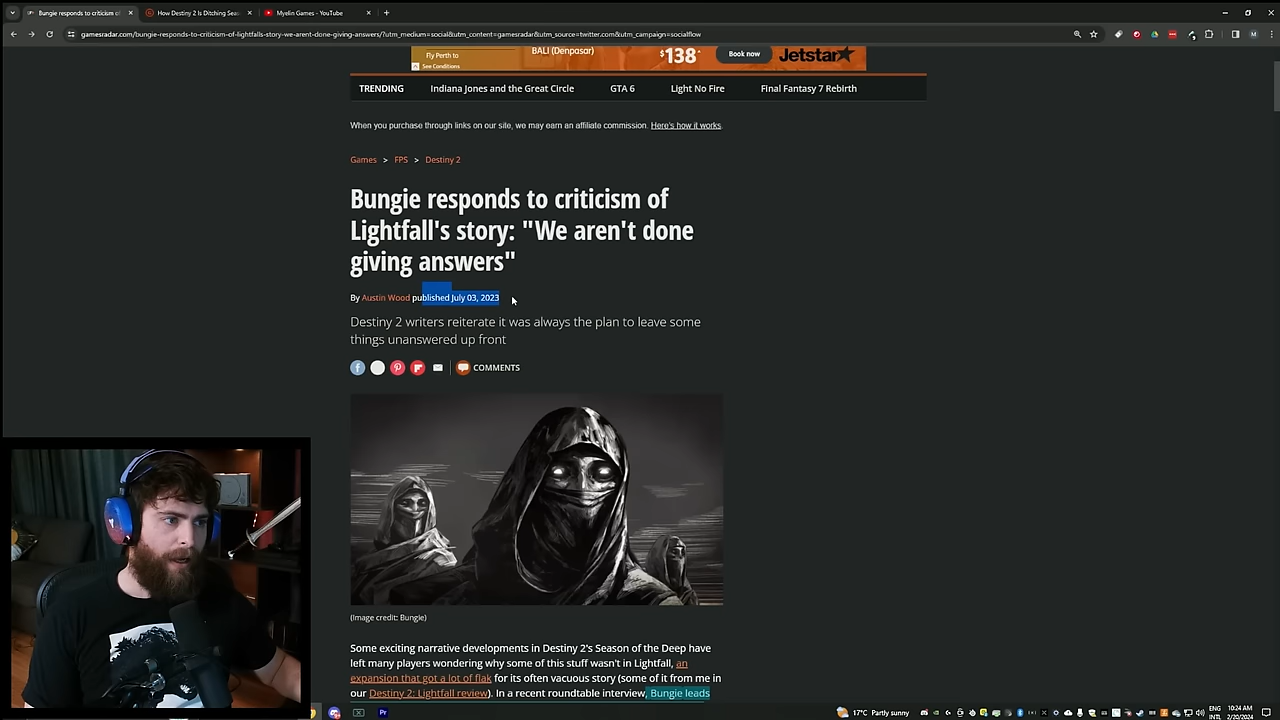 Bungie responds to criticism of
How Destiny 2 Is Ditching Seas
Myelin Games - YouTube
gamesradar.com/bungie-responds-to-criticism-of-lightfalls-story-we-arent-done-giving-answers/?utm_medium=social&utm_content=gamesradar&utm_source=twitter.com&utm_campaign=socialflow
Fly Perth to
BALI (Denpasar)
$138
Book now
Jetstar
See Conditions
TRENDING
Indiana Jones and the Great Circle
GTA 6
Light No Fire
Final Fantasy 7 Rebirth
When you purchase through links on our site, we may earn an affiliate commission. Here's how it works.
Games > FPS > Destiny 2
Bungie responds to criticism of
Lightfall's story: "We aren't done
giving answers"
By Austin Wood published July 03, 2023
Destiny 2 writers reiterate it was always the plan to leave some
things unanswered up front
COMMENTS
(Image credit: Bungie)
Some exciting narrative developments in Destiny 2's Season of the Deep have
left many players wondering why some of this stuff wasn't in Lightfall, an
expansion that got a lot of flak for its often vacuous story (some of it from me in
our Destiny 2: Lightfall review). In a recent roundtable interview, Bungie leads
Pr
17°C Partly sunny
ENG
INTL
10:24 AM
2/20/2024